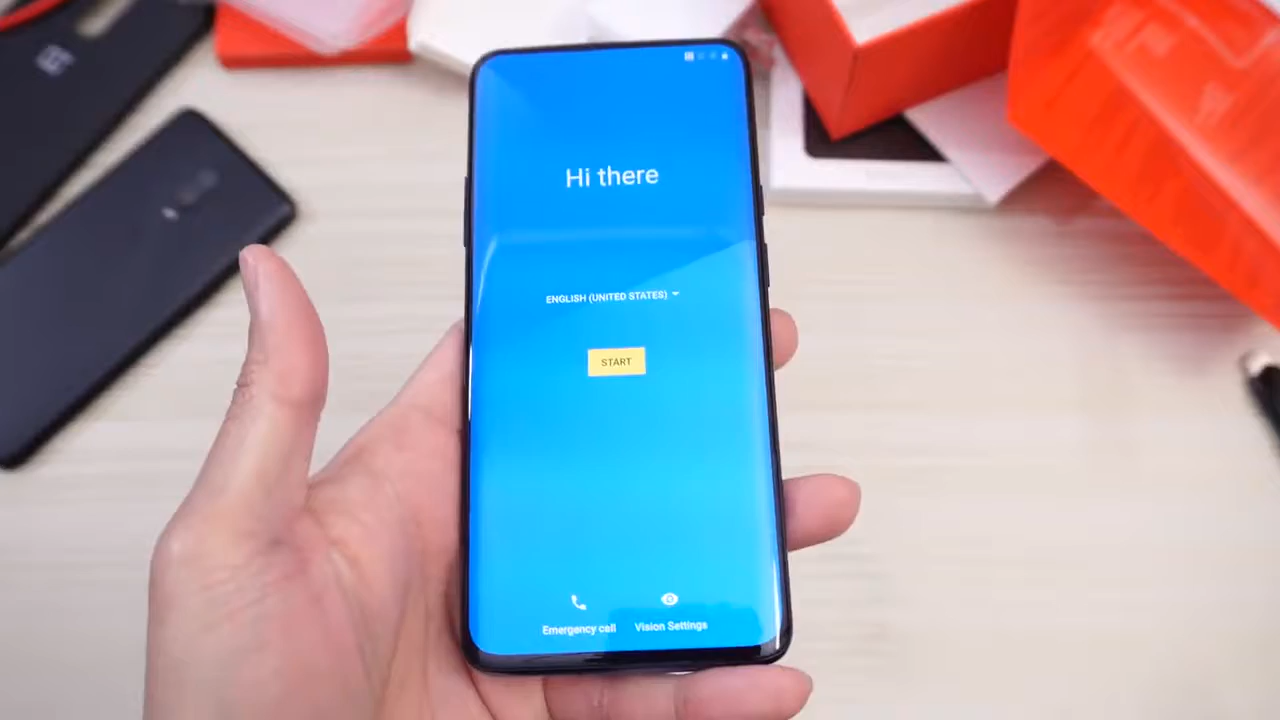 Hi there
ENGLISH (UNITED STATES)
START
Emergency call
Vision Settings